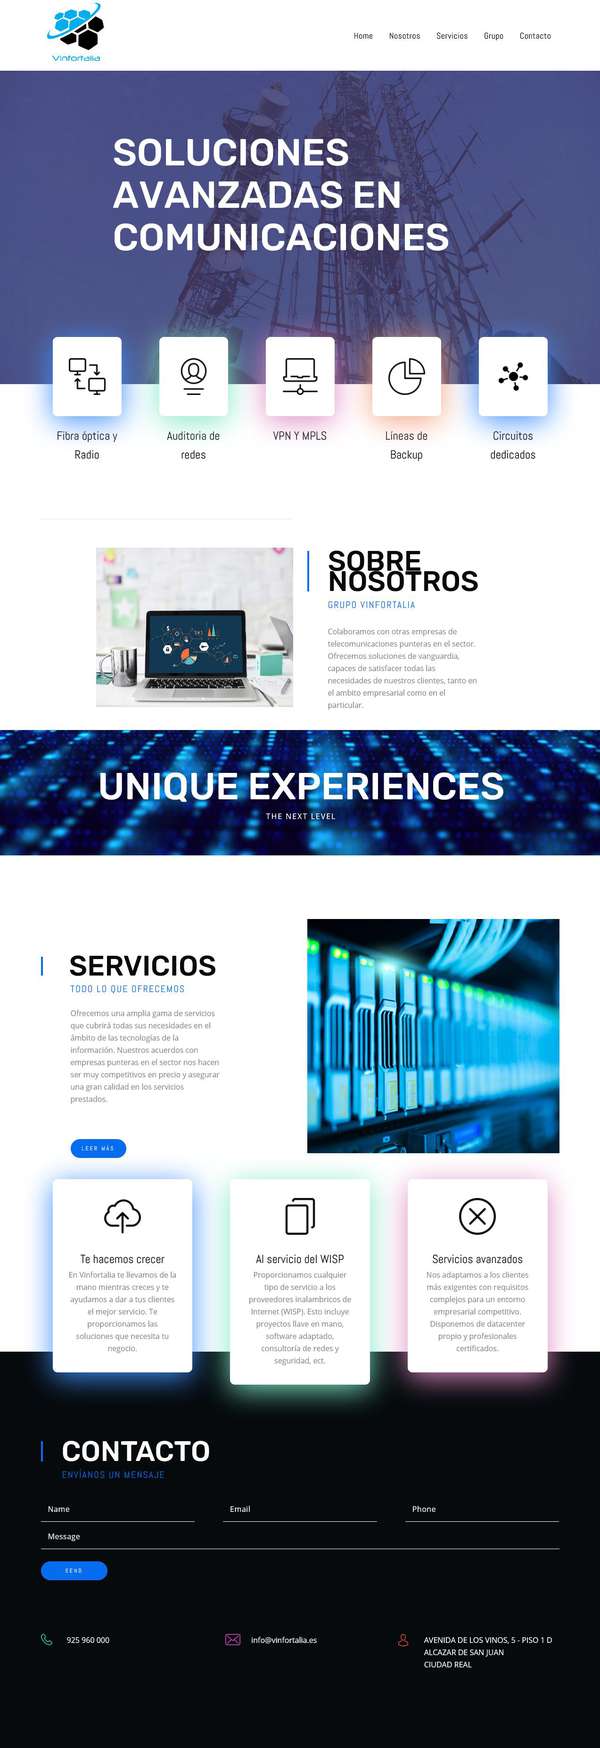 Vinfortalia
Home Nosotros Servicios Grupo Contacto
SOLUCIONES
AVANZADAS EN
COMUNICACIONES
Fibra óptica y
Radio
Auditoria de
redes
VPN Y MPLS
Líneas de
Backup
Circuitos
dedicados
SOBRE
NOSOTROS
GRUPO VINFORTALIA
Colaboramos con otras empresas de
telecomunicaciones punteras en el sector.
Ofrecemos soluciones de vanguardia,
capaces de satisfacer todas las
necesidades de nuestros clientes, tanto en
el ambito empresarial como en el
particular.
UNIQUE EXPERIENCES
THE NEXT LEVEL
SERVICIOS
TODO LO QUE OFRECEMOS
Ofrecemos una amplia gama de servicios
que cubrirá todas sus necesidades en el
ámbito de las tecnologías de la
información. Nuestros acuerdos con
empresas punteras en el sector nos hacen
ser muy competitivos en precio y asegurar
una gran calidad en los servicios
prestados.
LEER MÁS
Te hacemos crecer
En Vinfortalia te llevamos de la
mano mientras creces y te
ayudamos a dar a tus clientes
el mejor servicio. Te
proporcionamos las
soluciones que necesita tu
negocio.
Al servicio del WISP
Proporcionamos cualquier
tipo de servicio a los
proveedores inalambricos de
Internet (WISP). Esto incluye
proyectos llave en mano,
software adaptado,
consultoría de redes y
seguridad, ect.
Servicios avanzados
Nos adaptamos a los clientes
más exigentes con requisitos
complejos para un entorno
empresarial competitivo.
Disponemos de datacenter
propio y profesionales
certificados.
CONTACTO
ENVÍANOS UN MENSAJE
Name Email Phone
Message
SEND
925 960 000
info@vinfortalia.es
AVENIDA DE LOS VINOS, 5 - PISO 1 D
ALCAZAR DE SAN JUAN
CIUDAD REAL